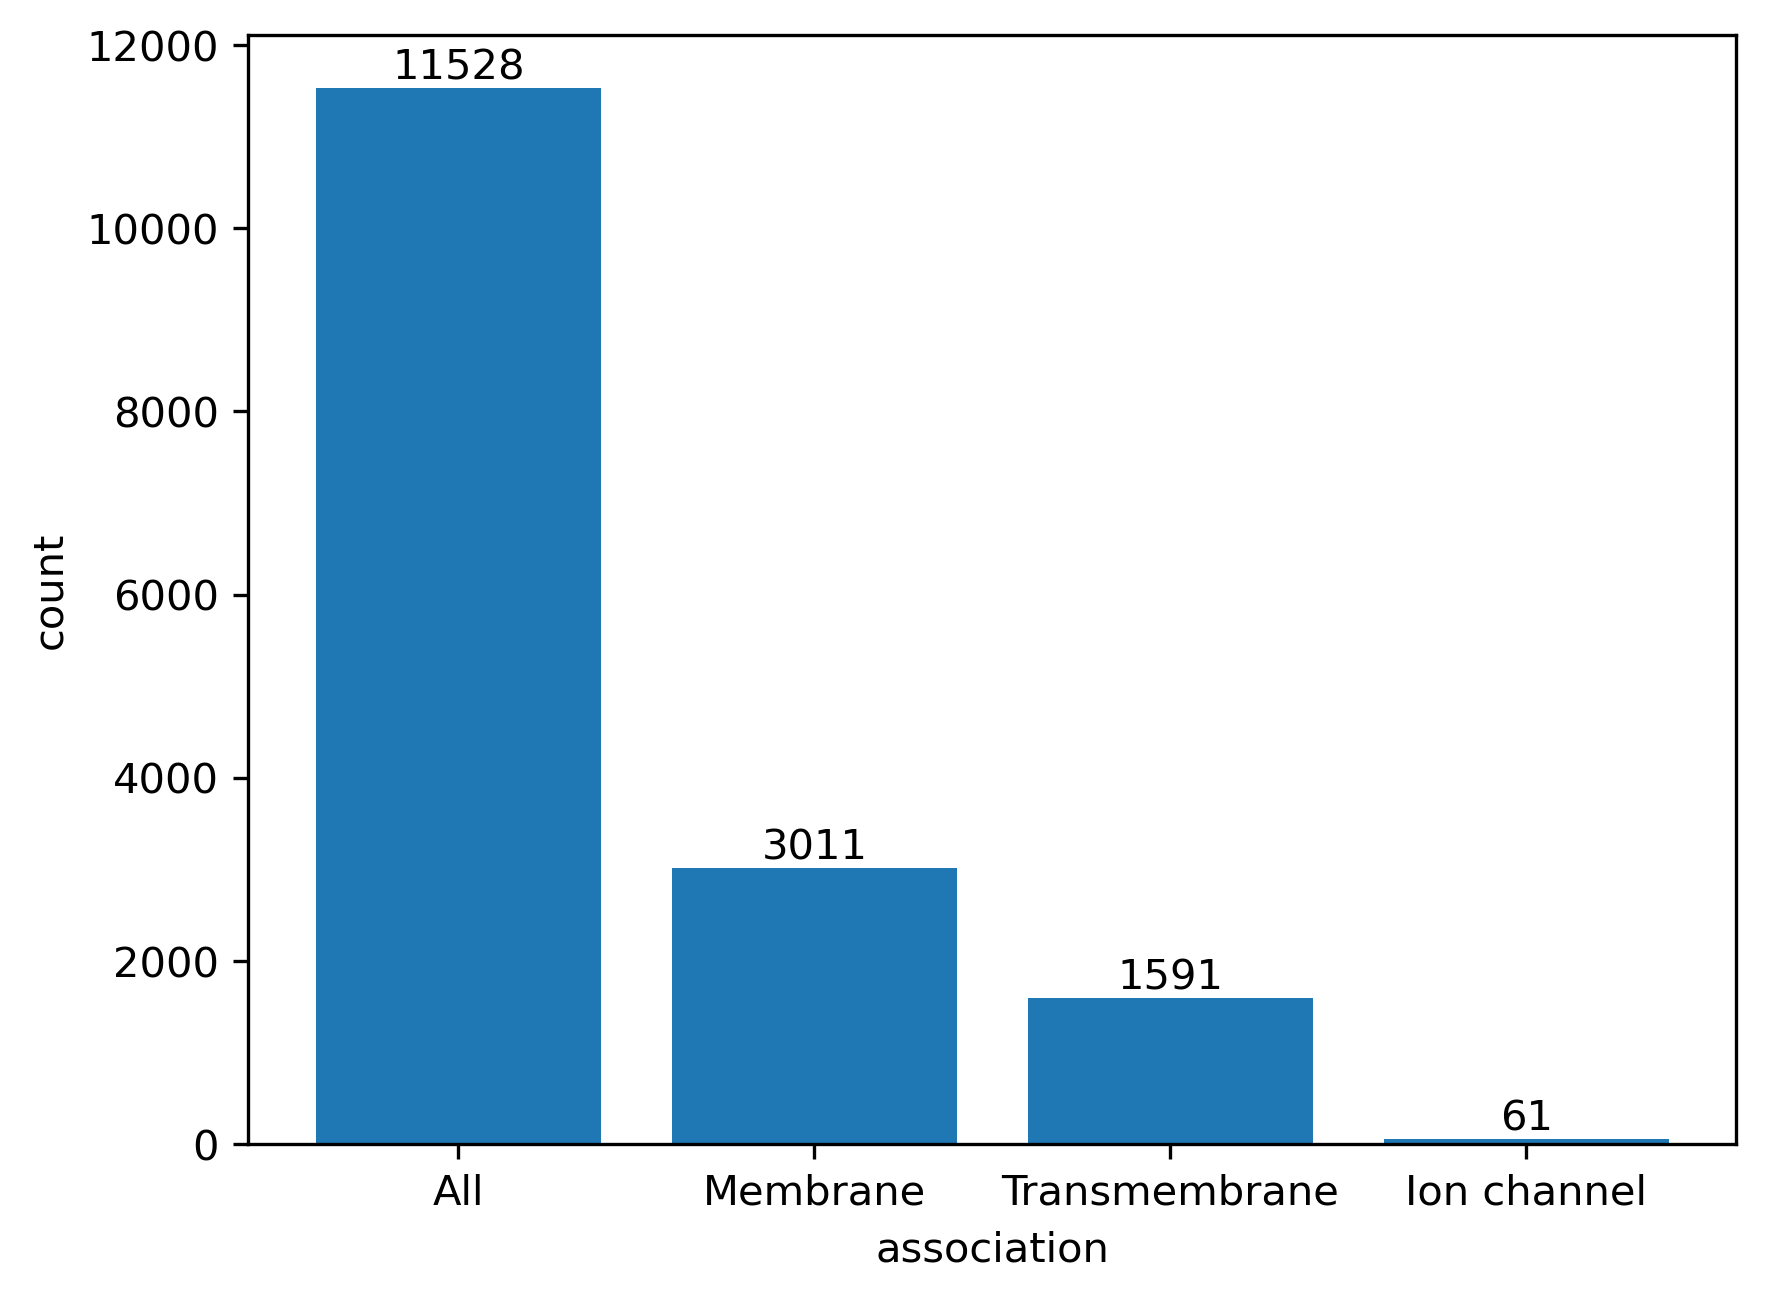 12000
11528
10000
8000
6000
count
4000
3011
2000
1591
61
0
All
Membrane
Transmembrane
Ion channel
association